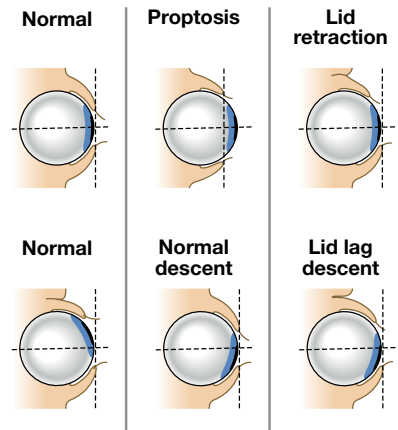 Normal
Proptosis
Lid
retraction
Normal
Normal
descent
Lid lag
descent